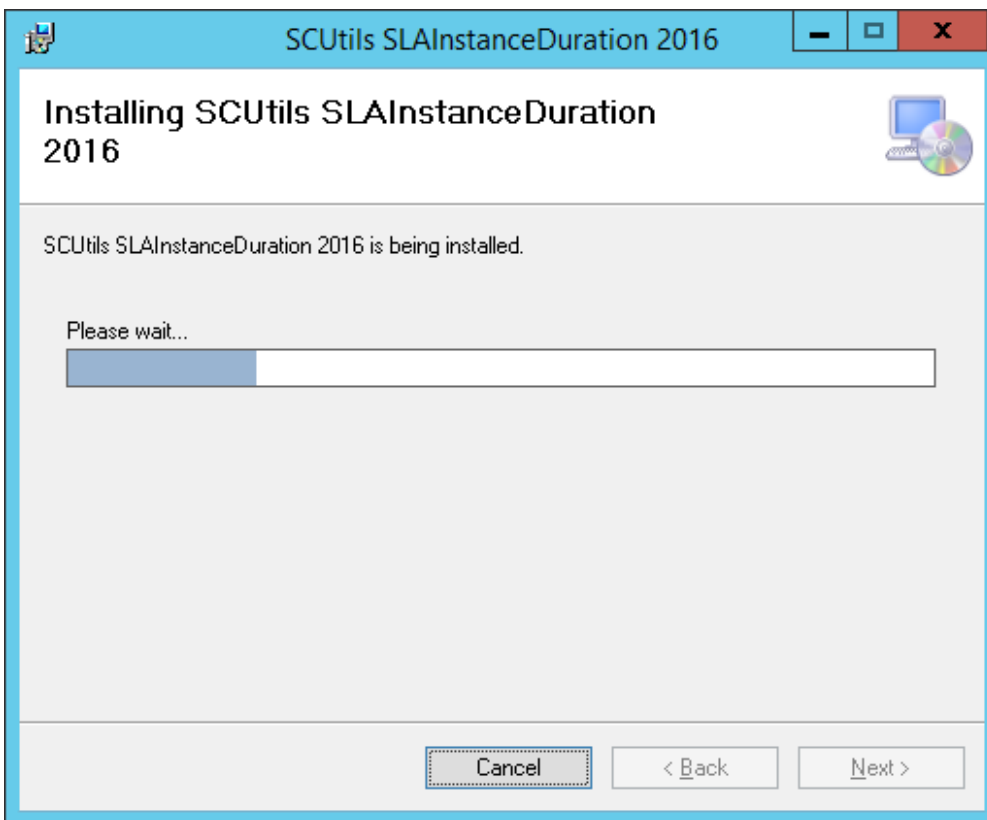 SCUtils SLAInstanceDuration 2016
Installing SCUtils SLAInstanceDuration
2016
SCUtils SLAInstanceDuration 2016 is being installed.
Please wait...
Cancel
< Back
Next >